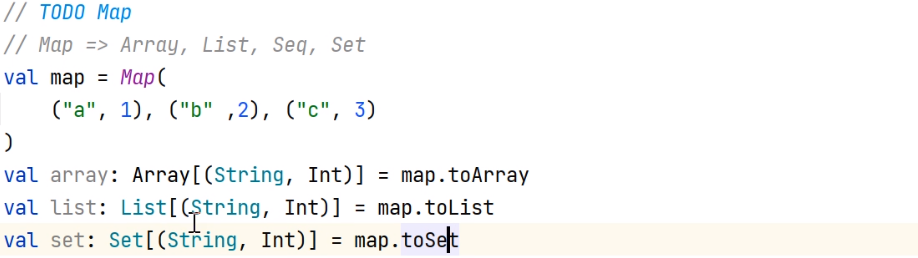 // TODO Map
// Map => Array, List, Seq, Set
val map = Map(
    ("a", 1), ("b" ,2), ("c", 3)
)
val array: Array[(String, Int)] = map.toArray
val list: List[(String, Int)] = map.toList
val set: Set[(String, Int)] = map.toSet